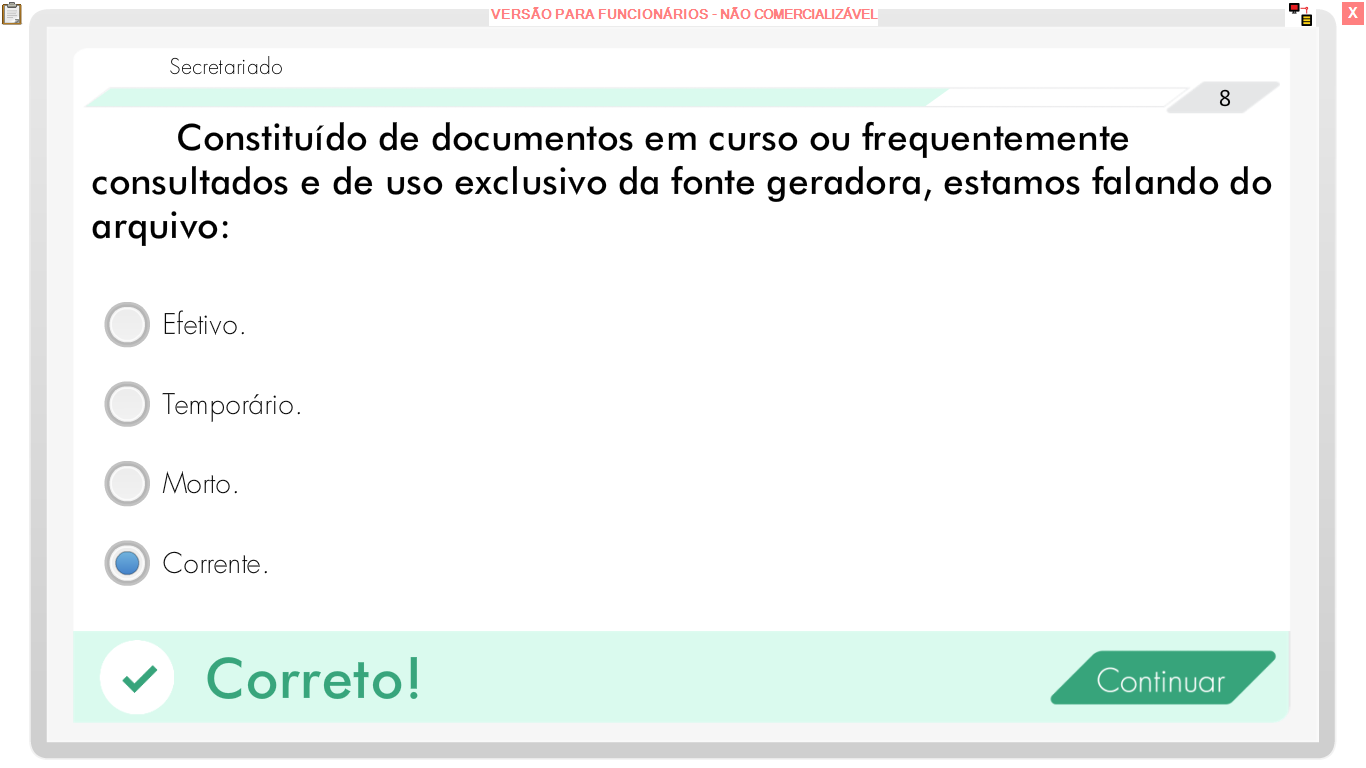 VERSÃO PARA FUNCIONÁRIOS - NÃO COMERCIALIZÁVEL
X
Secretariado
8
Constituído de documentos em curso ou frequentemente
consultados e de uso exclusivo da fonte geradora, estamos falando do
arquivo:
Efetivo.
Temporário.
Morto.
Corrente.
Correto!
Continuar